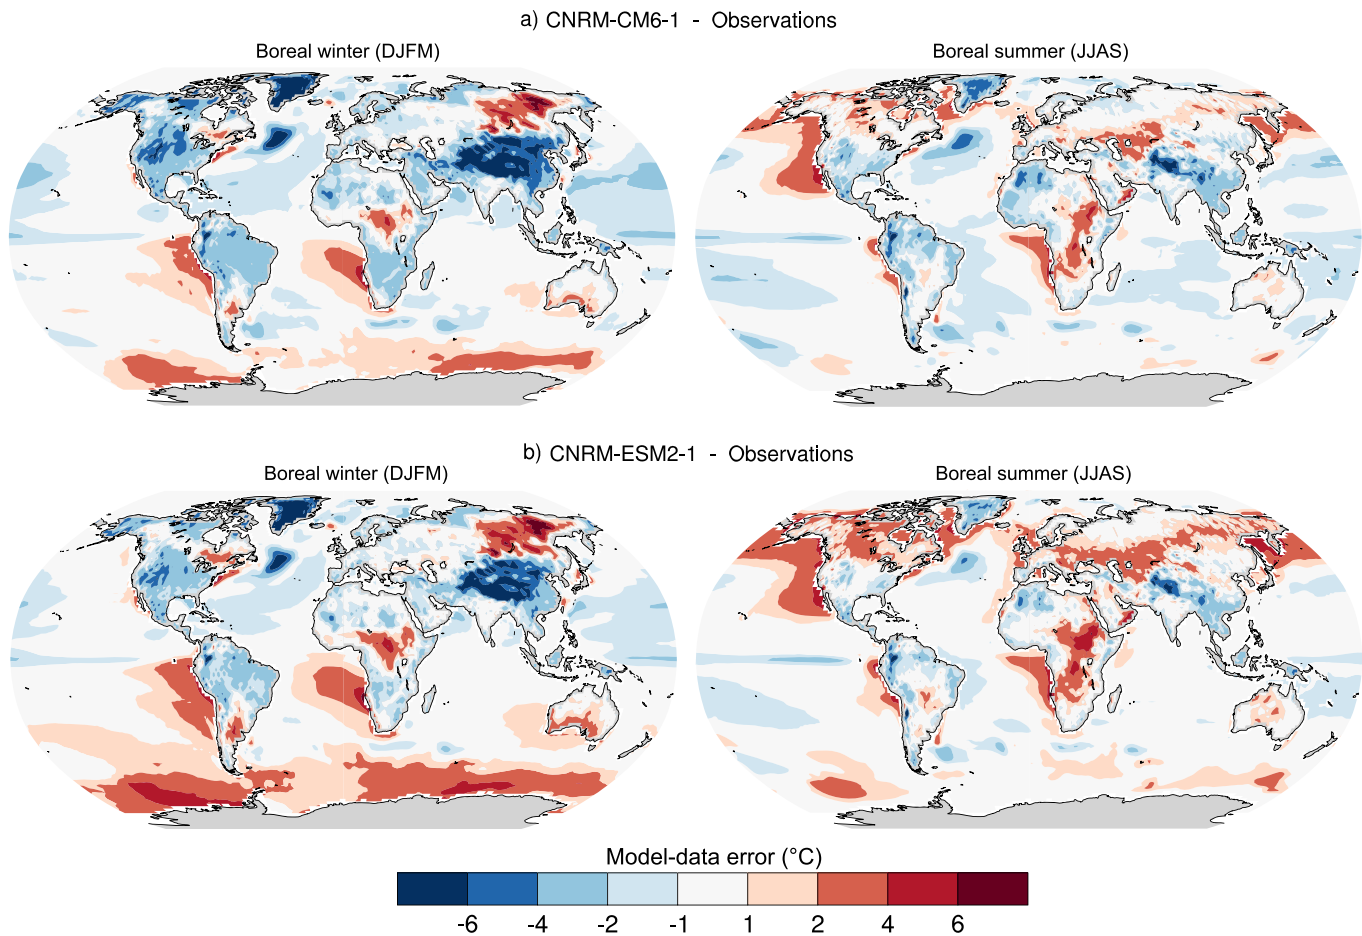 a) CNRM-CM6-1 - Observations
Boreal winter (DJFM)
Boreal summer (JJAS)
b) CNRM-ESM2-1 - Observations
Boreal winter (DJFM)
Boreal summer (JJAS)
Model-data error (°C)
-6 -4 -2 -1 1 2 4 6